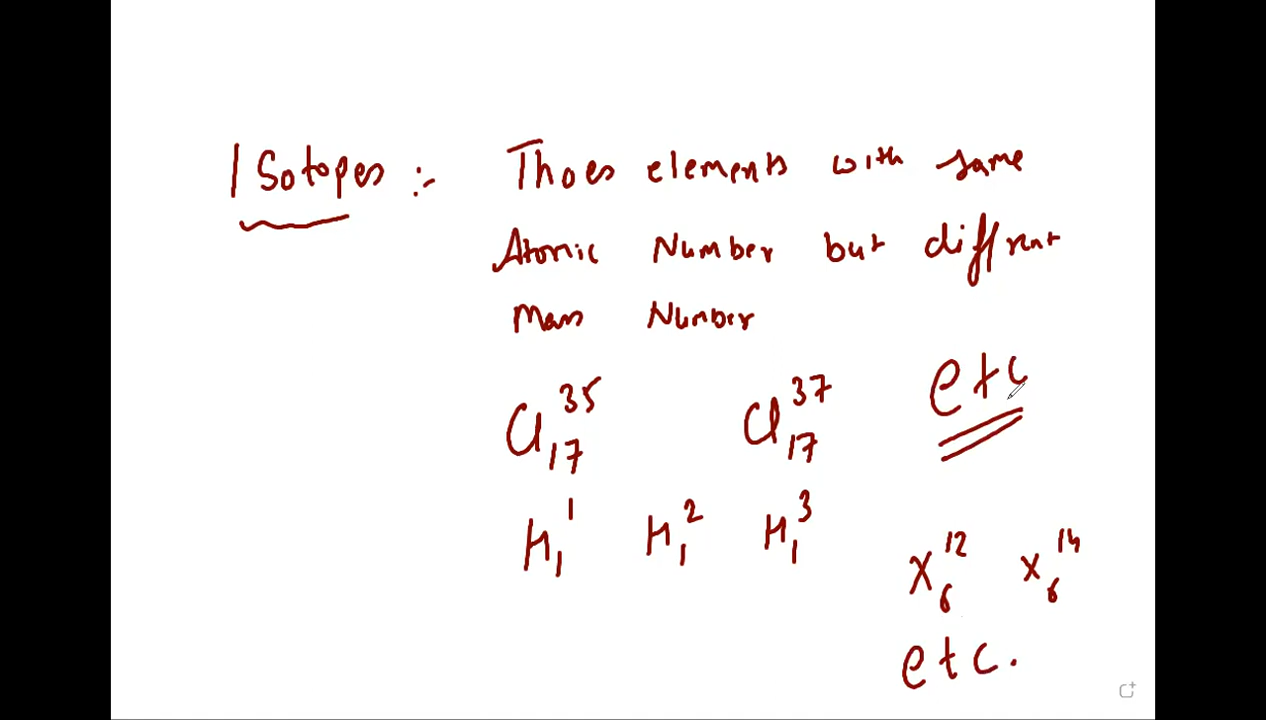 Isotopes :- Thoes elements with same
Atomic Number but diffrent
Mass Number
Cl 35 17 Cl 37 17 etc
H 1 1 H 2 1 H 3 1
X 12 6 X 14 6
etc.